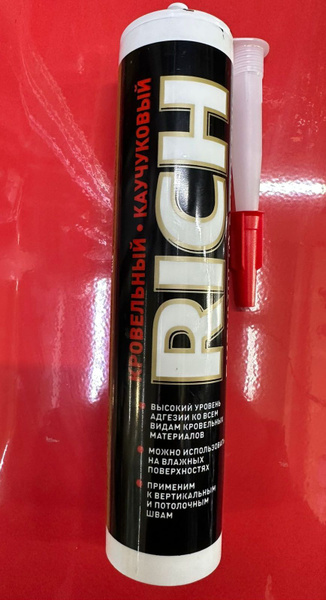 КРОВЕЛЬНЫЙ • КАУЧУКОВЫЙ
RICH
• ВЫСОКИЙ УРОВЕНЬ
АДГЕЗИИ КО ВСЕМ
ВИДАМ КРОВЕЛЬНЫХ
МАТЕРИАЛОВ
• МОЖНО ИСПОЛЬЗОВАТЬ
НА ВЛАЖНЫХ
ПОВЕРХНОСТЯХ
• ПРИМЕНИМ
К ВЕРТИКАЛЬНЫМ
И ПОТОЛОЧНЫМ
ШВАМ